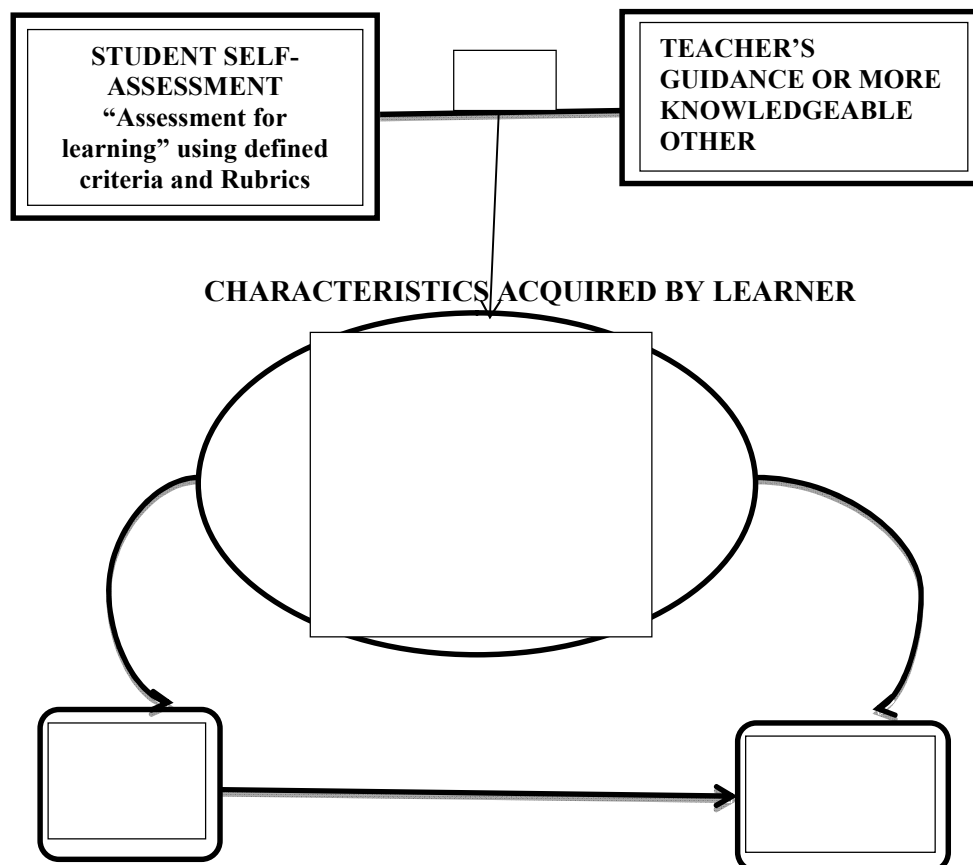 STUDENT SELF-
ASSESSMENT
“Assessment for
learning” using defined
criteria and Rubrics
TEACHER’S
GUIDANCE OR MORE
KNOWLEDGEABLE
OTHER
CHARACTERISTICS ACQUIRED BY LEARNER